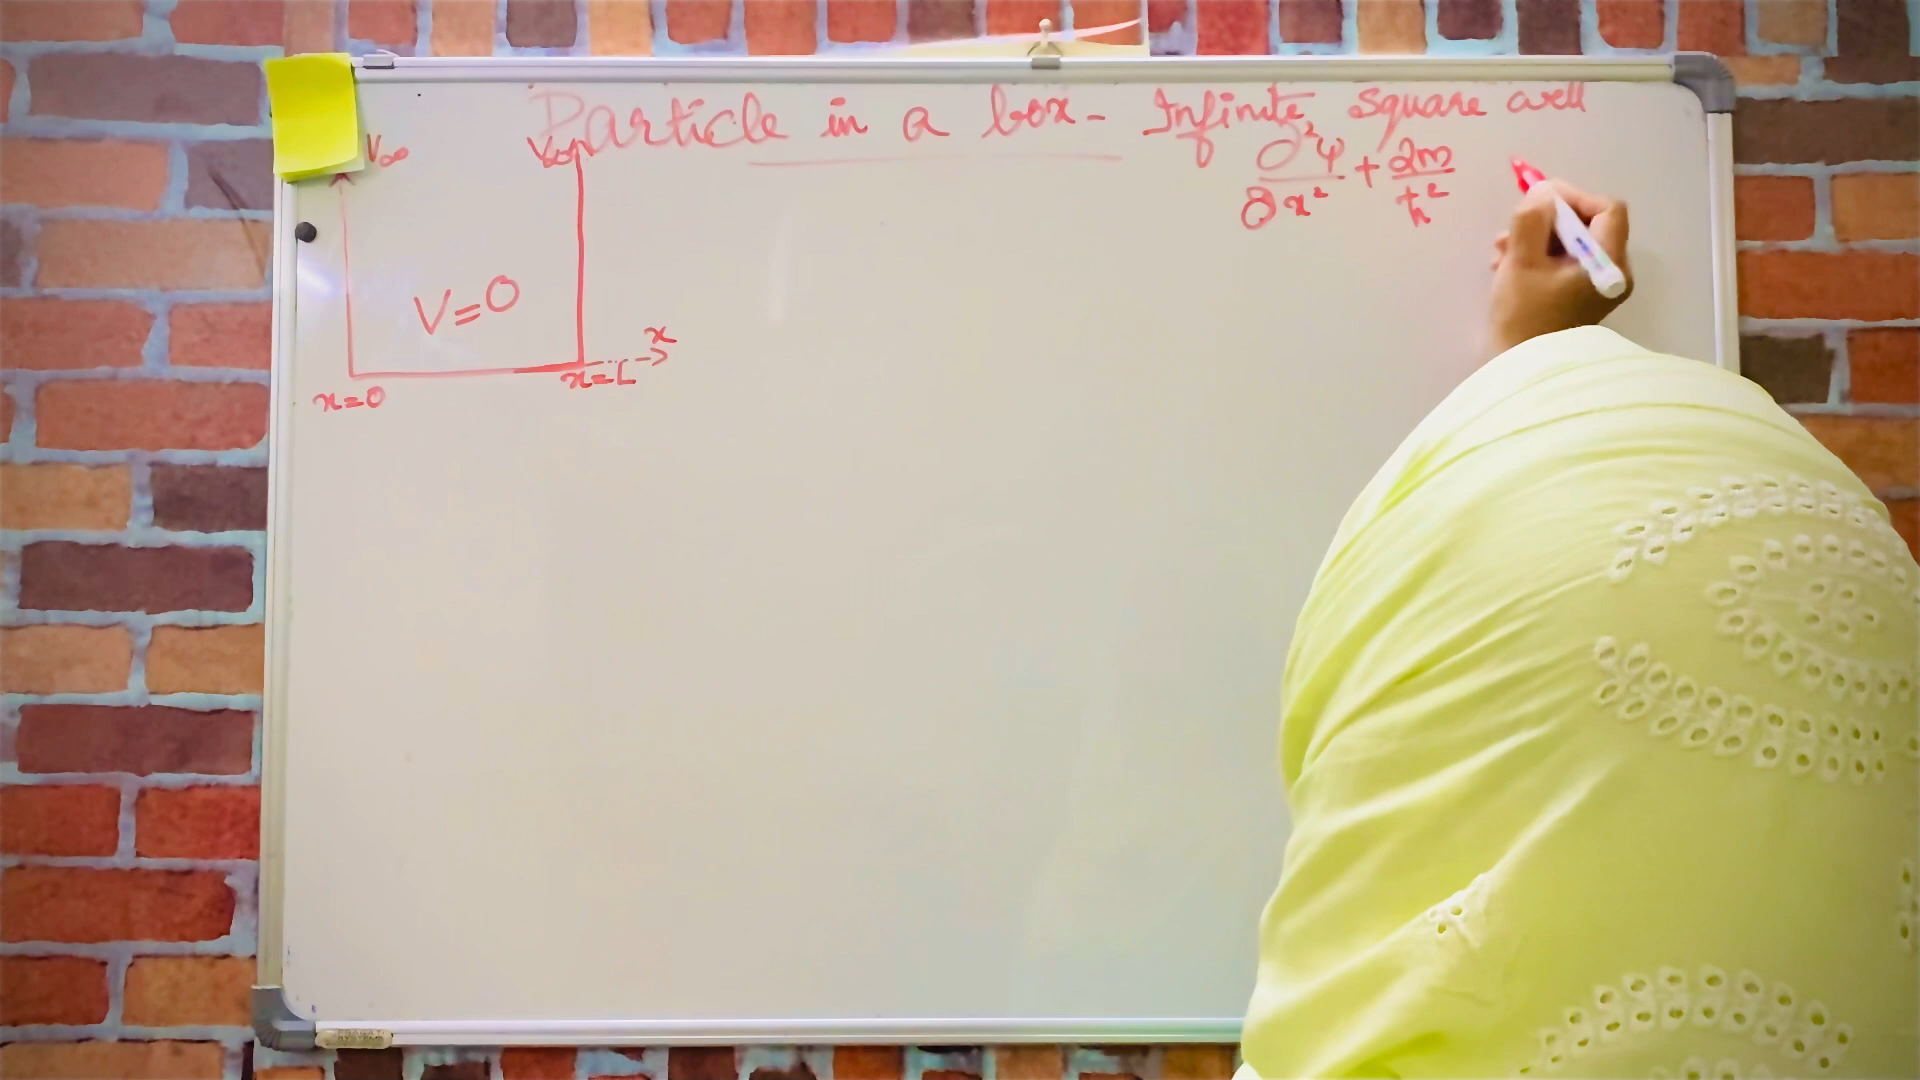 Particle in a box - Infinite square well
∂²ψ/∂x² + 2m/ħ²
V∞ V∞
V=0
x
x=0 x=L